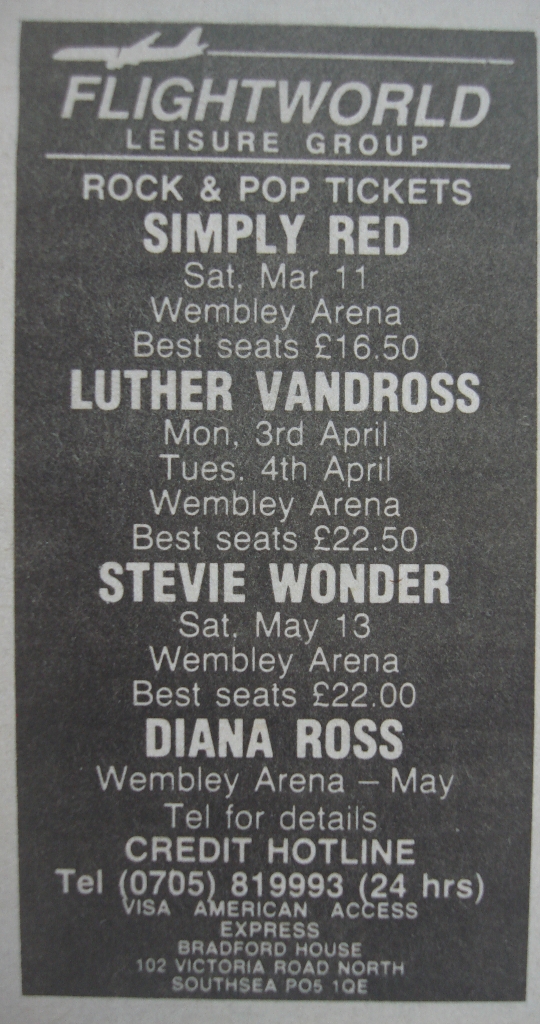 FLIGHTWORLD
LEISURE GROUP
ROCK & POP TICKETS
SIMPLY RED
Sat, Mar 11
Wembley Arena
Best seats £16.50
LUTHER VANDROSS
Mon, 3rd April
Tues. 4th April
Wembley Arena
Best seats £22.50
STEVIE WONDER
Sat. May 13
Wembley Arena
Best seats £22.00
DIANA ROSS
Wembley Arena – May
Tel for details
CREDIT HOTLINE
Tel (0705) 819993 (24 hrs)
VISA AMERICAN ACCESS
EXPRESS
BRADFORD HOUSE
102 VICTORIA ROAD NORTH
SOUTHSEA PO5 1QE